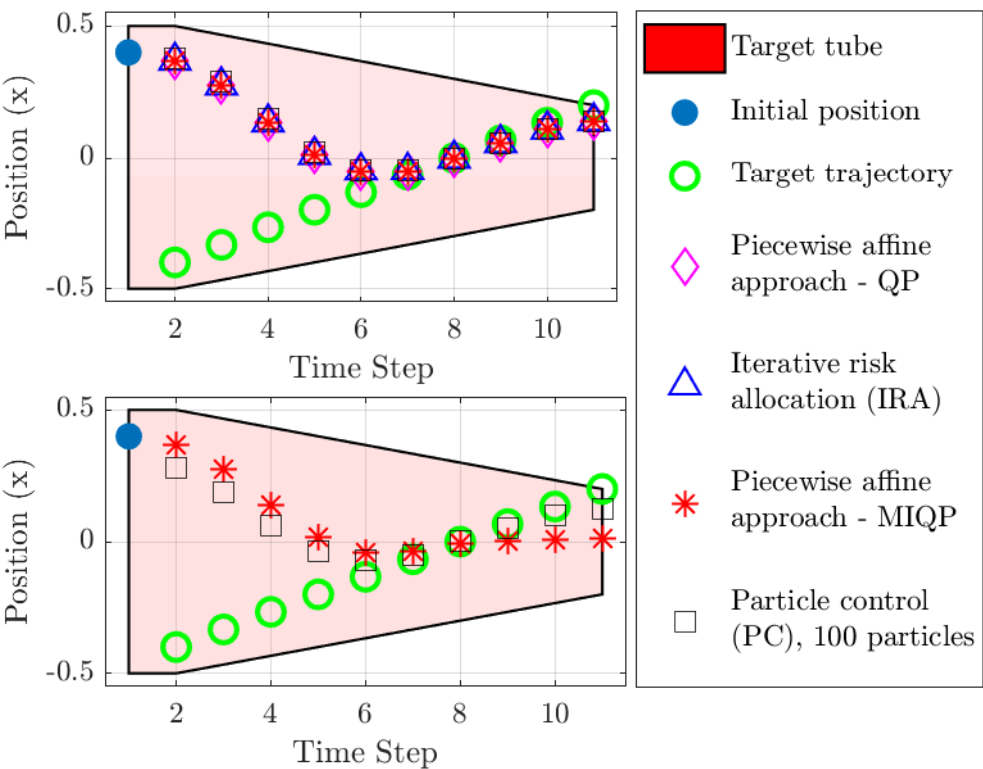 0.5
0
-0.5
Position (x)
2
4
6
8
10
Time Step
0.5
0
-0.5
Position (x)
2
4
6
8
10
Time Step
Target tube
Initial position
Target trajectory
Piecewise affine
approach - QP
Iterative risk
allocation (IRA)
Piecewise affine
approach - MIQP
Particle control
(PC), 100 particles